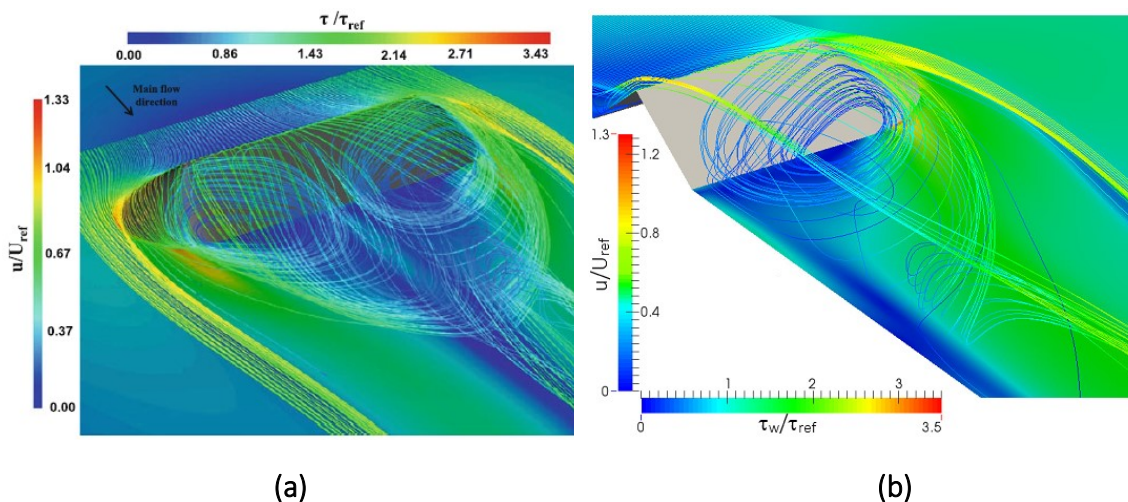 τ /τref
0.00 0.86 1.43 2.14 2.71 3.43
Main flow
direction
1.33
1.04
0.67
0.37
0.00
u/Uref
(a)
1.3
1.2
0.8
0.4
0
u/Uref
1 2 3
0 3.5
τw/τref
(b)